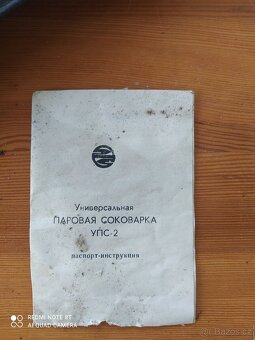 Универсальная
ПАРОВАЯ СОКОВАРКА
УПС-2
паспорт-инструкция
REDMI NOTE 8T
AI QUAD CAMERA